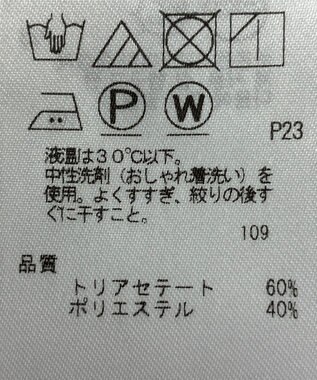 P W
P23
液温は30℃以下。
中性洗剤（おしゃれ着洗い）を
使用。よくすすぎ、絞りの後す
ぐに干すこと。
109
品質
トリアセテート 60%
ポリエステル 40%